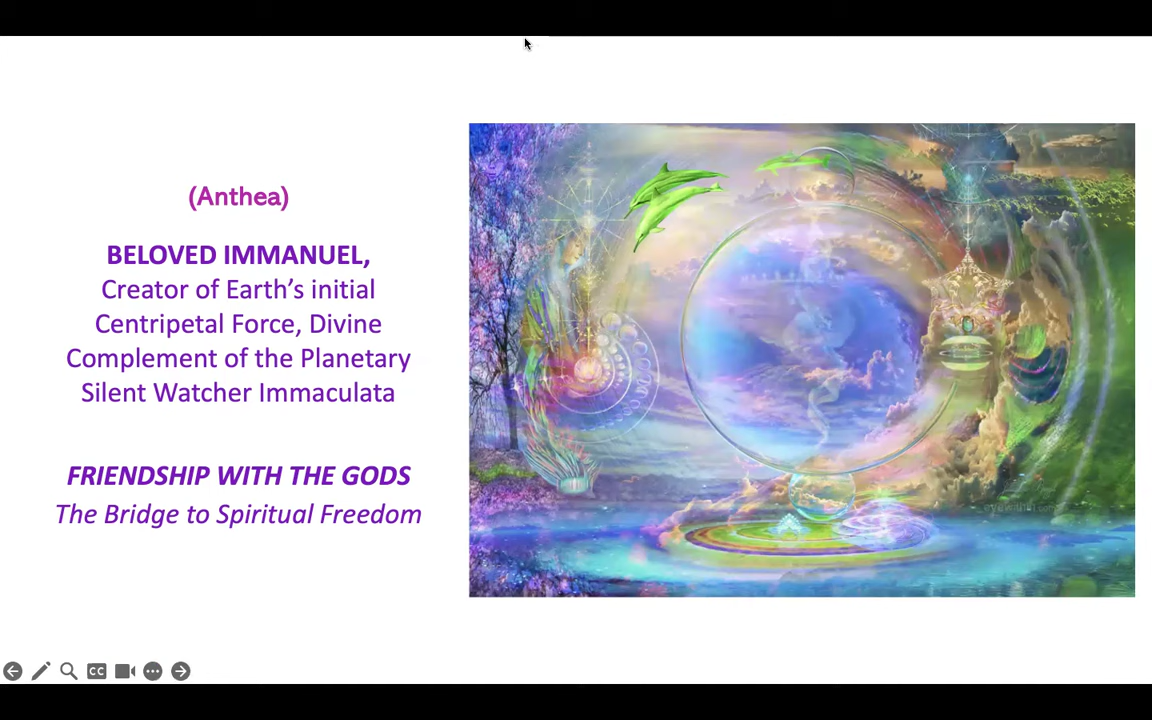 (Anthea)
BELOVED IMMANUEL,
Creator of Earth's initial
Centripetal Force, Divine
Complement of the Planetary
Silent Watcher Immaculata
FRIENDSHIP WITH THE GODS
The Bridge to Spiritual Freedom
CC